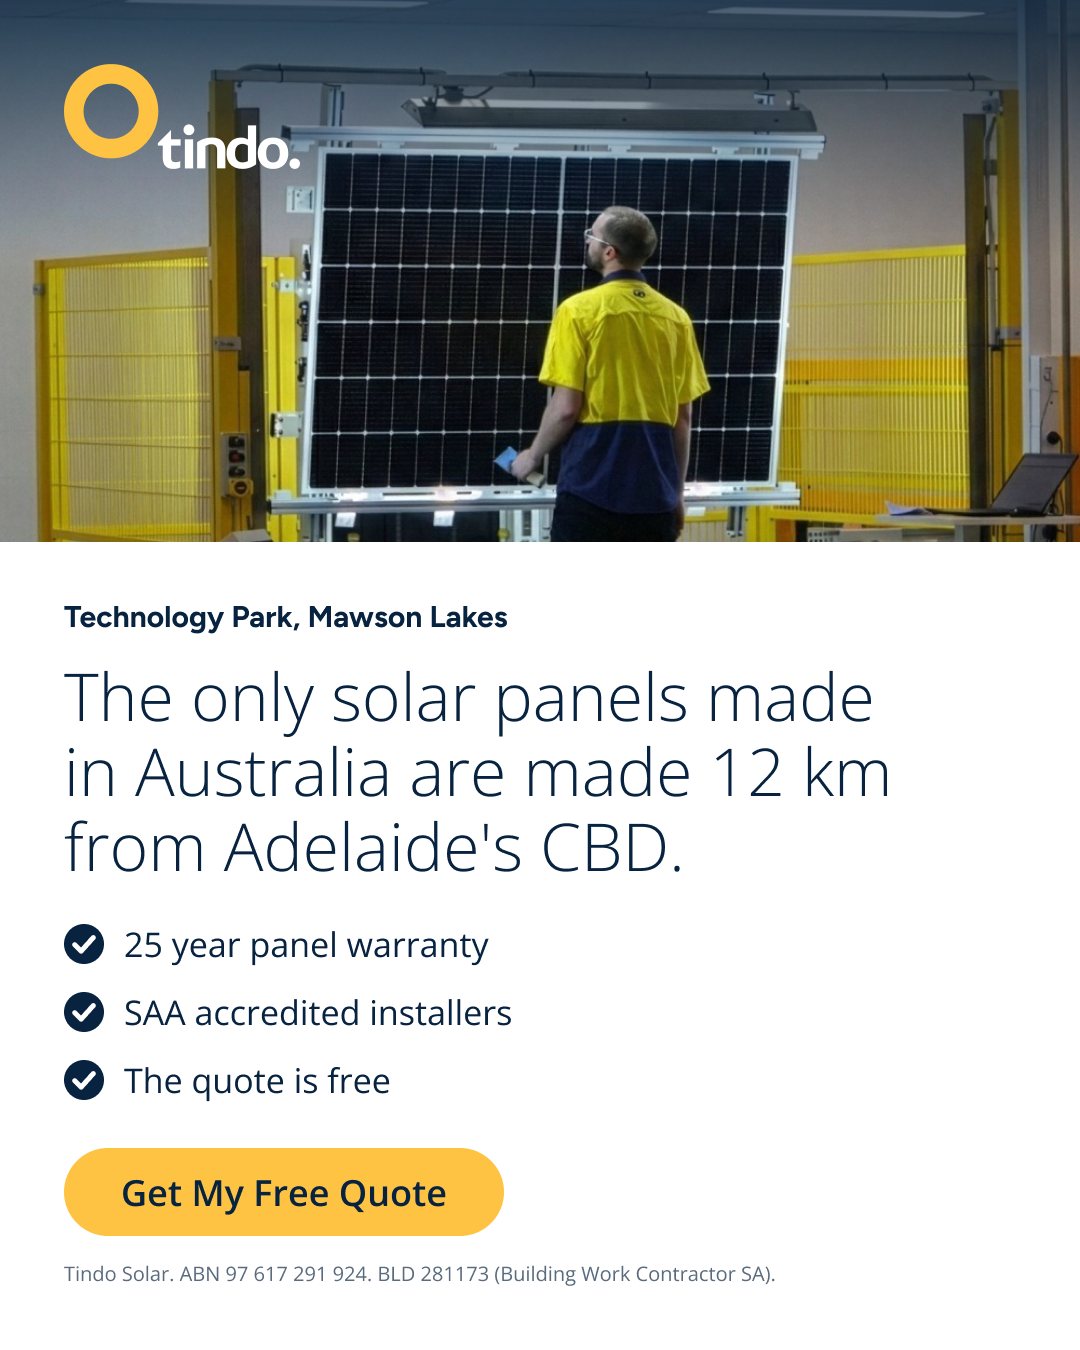 tindo.
Technology Park, Mawson Lakes
The only solar panels made
in Australia are made 12 km
from Adelaide's CBD.
25 year panel warranty
SAA accredited installers
The quote is free
Get My Free Quote
Tindo Solar. ABN 97 617 291 924. BLD 281173 (Building Work Contractor SA).